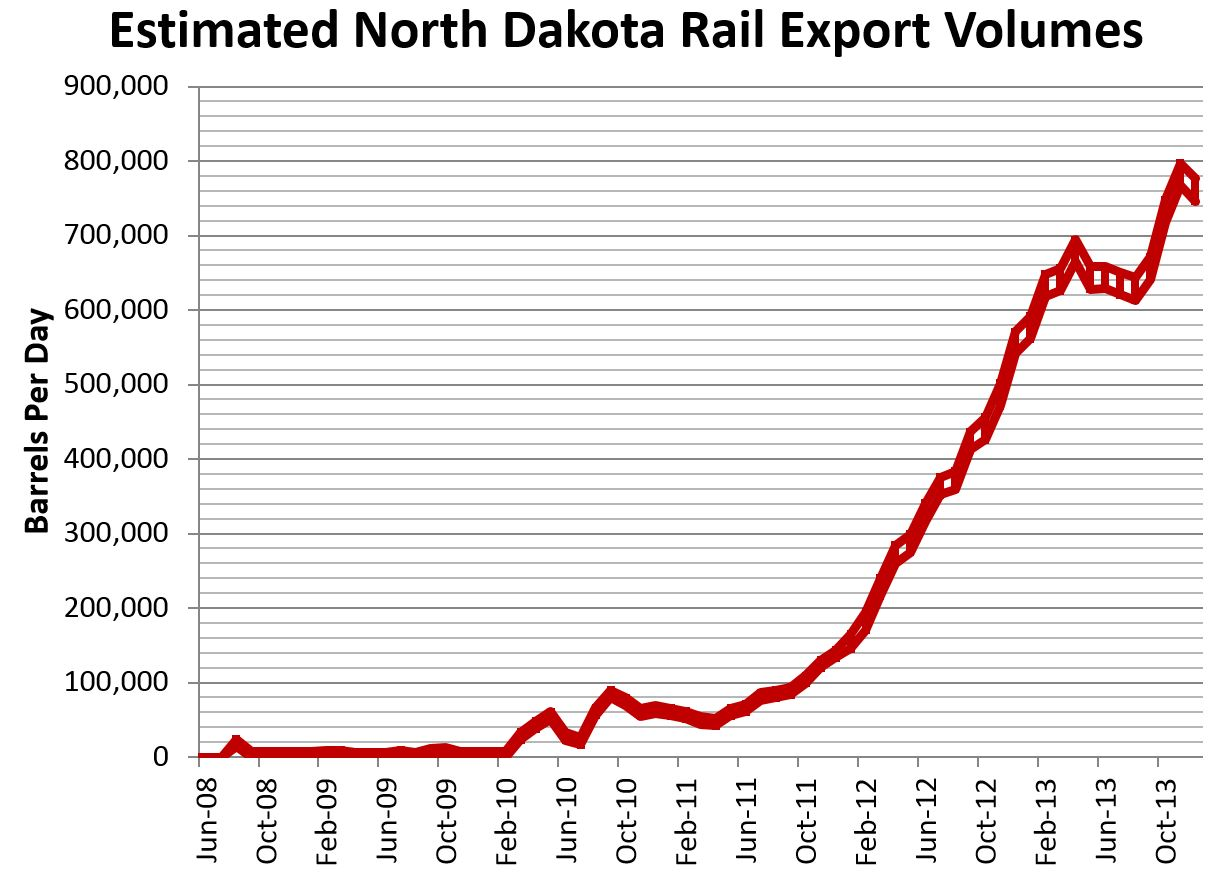 Estimated North Dakota Rail Export Volumes
900,000
800,000
700,000
600,000
500,000
400,000
300,000
200,000
100,000
0
Barrels Per Day
Jun-08
Oct-08
Feb-09
Jun-09
Oct-09
Feb-10
Jun-10
Oct-10
Feb-11
Jun-11
Oct-11
Feb-12
Jun-12
Oct-12
Feb-13
Jun-13
Oct-13